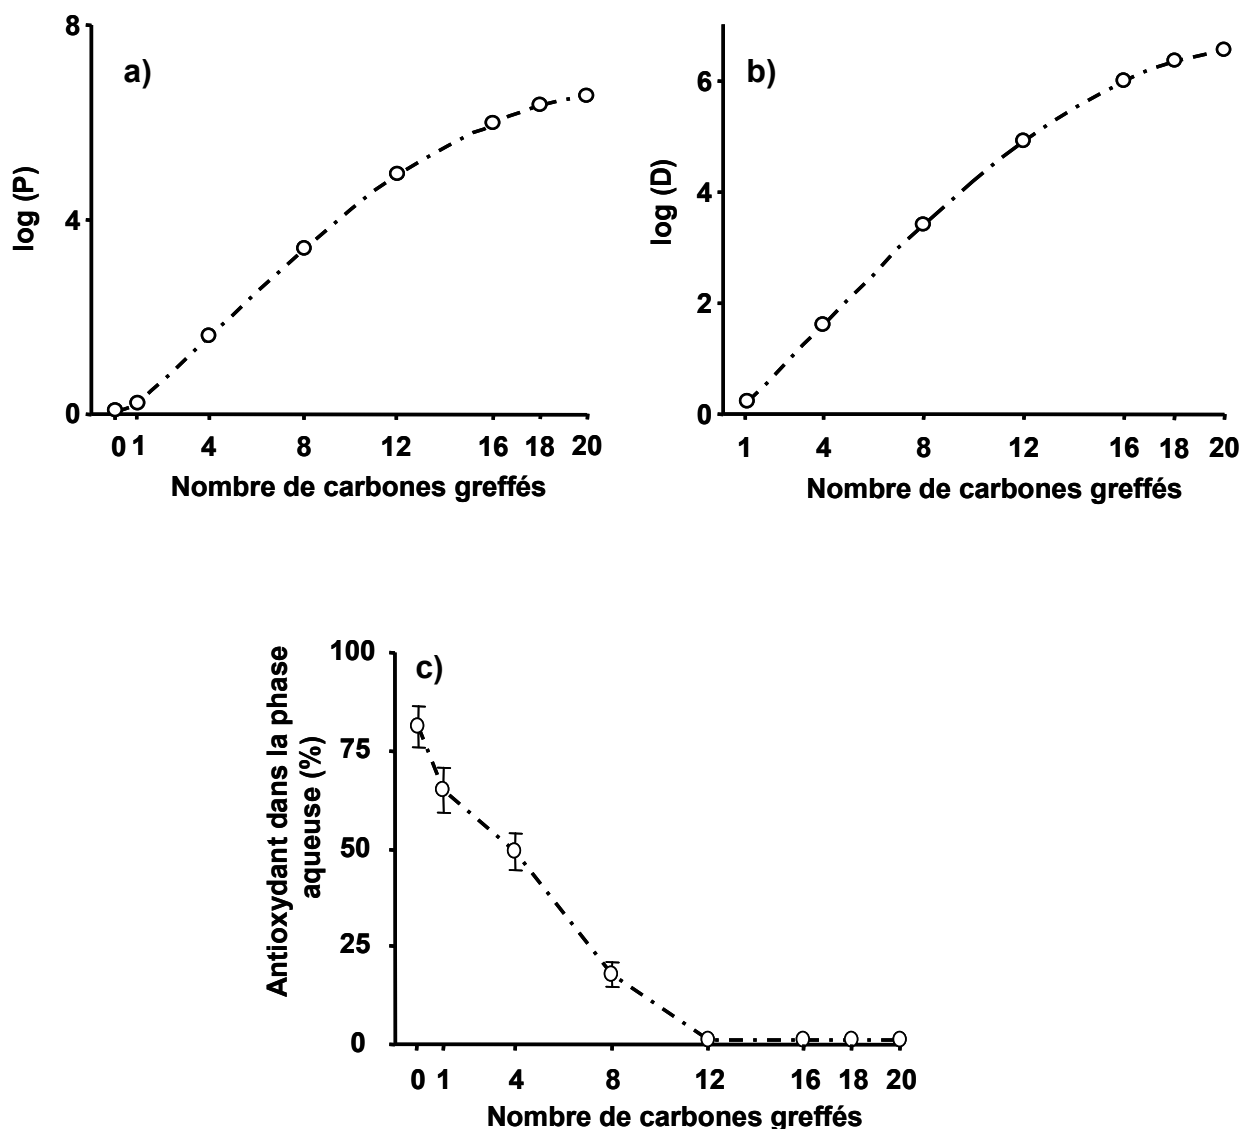 8
a)
4
log (P)
0
0 1 4 8 12 16 18 20
Nombre de carbones greffés
b)
6
4
log (D)
2
0
1 4 8 12 16 18 20
Nombre de carbones greffés
100
c)
75
Antioxydant dans la phase
aqueuse (%)
50
25
0
0 1 4 8 12 16 18 20
Nombre de carbones greffés